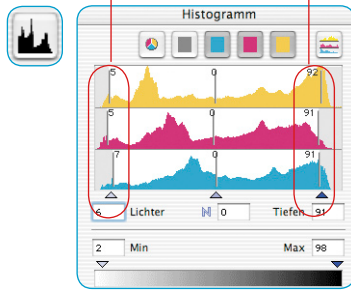 Histogramm
5 0 92
5 0 91
7 0 91
6 Lichter 0 Tiefen 91
2 Min Max 98